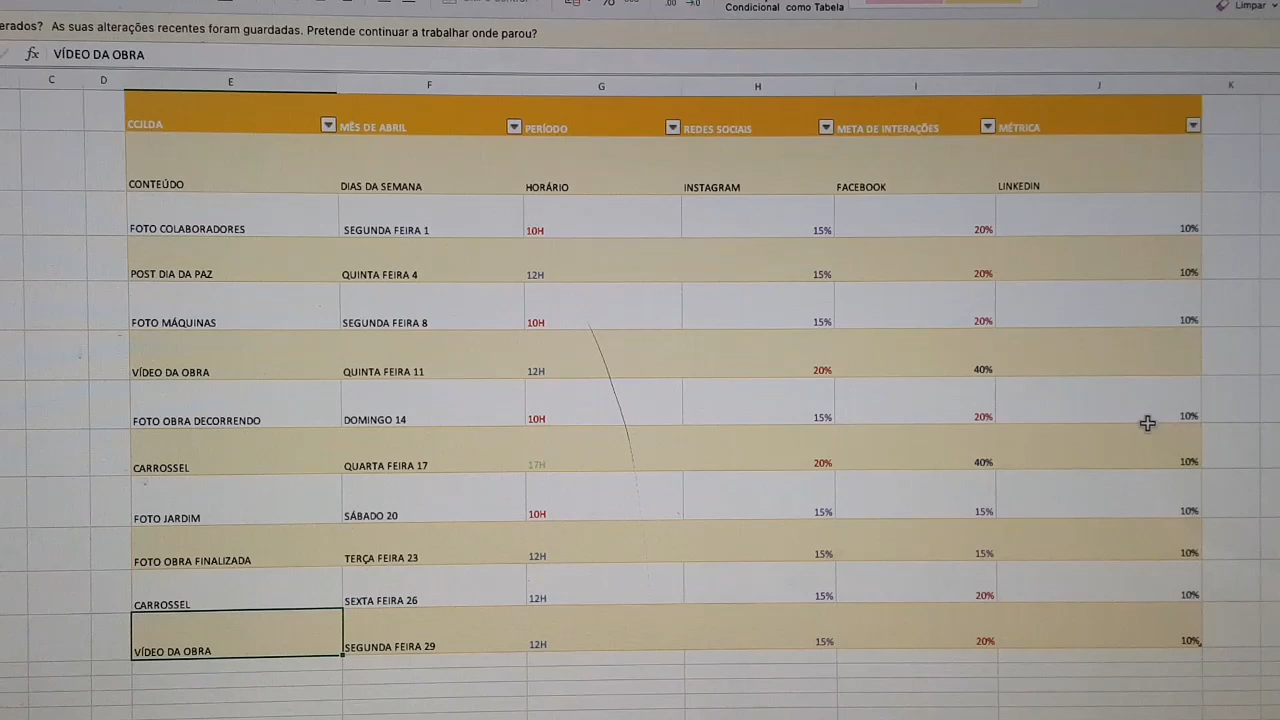 Condicional como Tabela
Limpar
erados? As suas alterações recentes foram guardadas. Pretende continuar a trabalhar onde parou?
fx VÍDEO DA OBRA
C D E F G H I J K
CCILDA MÊS DE ABRIL PERÍODO REDES SOCIAIS META DE INTERAÇÕES MÉTRICA
CONTEÚDO DIAS DA SEMANA HORÁRIO INSTAGRAM FACEBOOK LINKEDIN
FOTO COLABORADORES SEGUNDA FEIRA 1 10H 15% 20% 10%
POST DIA DA PAZ QUINTA FEIRA 4 12H 15% 20% 10%
FOTO MÁQUINAS SEGUNDA FEIRA 8 10H 15% 20% 10%
VÍDEO DA OBRA QUINTA FEIRA 11 12H 20% 40%
FOTO OBRA DECORRENDO DOMINGO 14 10H 15% 20% 10%
CARROSSEL QUARTA FEIRA 17 17H 20% 40% 10%
FOTO JARDIM SÁBADO 20 10H 15% 15% 10%
FOTO OBRA FINALIZADA TERÇA FEIRA 23 12H 15% 15% 10%
CARROSSEL SEXTA FEIRA 26 12H 15% 20% 10%
VÍDEO DA OBRA SEGUNDA FEIRA 29 12H 15% 20% 10%